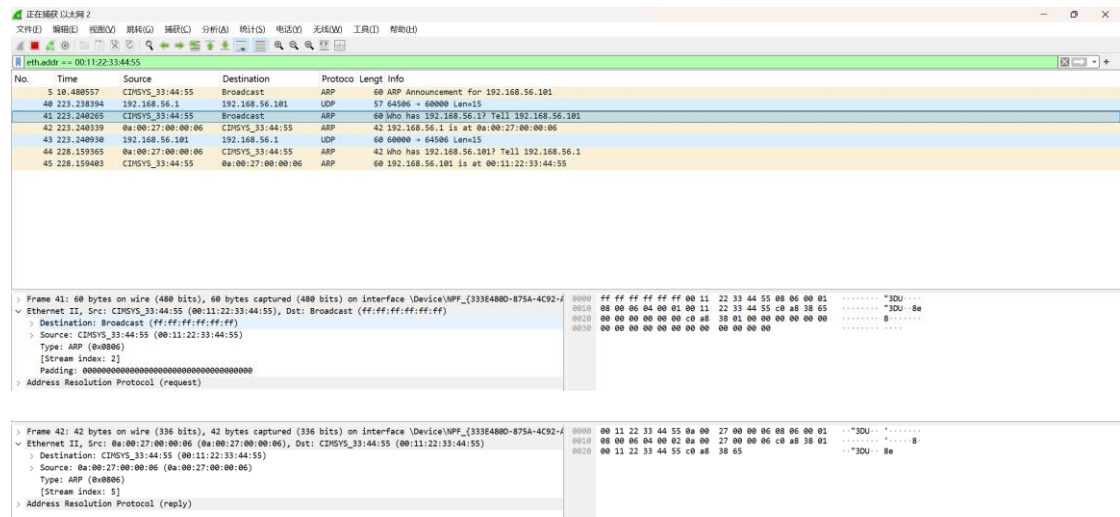 正在捕获 以太网 2
文件(F) 编辑(E) 视图(V) 跳转(G) 捕获(C) 分析(A) 统计(S) 电话(Y) 无线(W) 工具(T) 帮助(H)
eth.addr == 00:11:22:33:44:55
No. Time Source Destination Protoco Lengt Info
5 10.480557 CIMSYS_33:44:55 Broadcast ARP 60 ARP Announcement for 192.168.56.101
40 223.238394 192.168.56.1 192.168.56.101 UDP 57 64506 → 60000 Len=15
41 223.240265 CIMSYS_33:44:55 Broadcast ARP 60 Who has 192.168.56.1? Tell 192.168.56.101
42 223.240339 0a:00:27:00:00:06 CIMSYS_33:44:55 ARP 42 192.168.56.1 is at 0a:00:27:00:00:06
43 223.240930 192.168.56.101 192.168.56.1 UDP 60 60000 → 64506 Len=15
44 228.159365 0a:00:27:00:00:06 CIMSYS_33:44:55 ARP 42 Who has 192.168.56.101? Tell 192.168.56.1
45 228.159403 CIMSYS_33:44:55 0a:00:27:00:00:06 ARP 60 192.168.56.101 is at 00:11:22:33:44:55
Frame 41: 60 bytes on wire (480 bits), 60 bytes captured (480 bits) on interface \Device\NPF_{333E480D-875A-4C92-A
Ethernet II, Src: CIMSYS_33:44:55 (00:11:22:33:44:55), Dst: Broadcast (ff:ff:ff:ff:ff:ff)
Destination: Broadcast (ff:ff:ff:ff:ff:ff)
Source: CIMSYS_33:44:55 (00:11:22:33:44:55)
Type: ARP (0x0806)
[Stream index: 2]
Padding: 000000000000000000000000000000000000
Address Resolution Protocol (request)
0000 ff ff ff ff ff ff 00 11 22 33 44 55 08 06 00 01 ········ "3DU····
0010 08 00 06 04 00 01 00 11 22 33 44 55 c0 a8 38 65 ········ "3DU··8e
0020 00 00 00 00 00 00 c0 a8 38 01 00 00 00 00 00 00 ········ 8·······
0030 00 00 00 00 00 00 00 00 00 00 00 00 ········ ····
Frame 42: 42 bytes on wire (336 bits), 42 bytes captured (336 bits) on interface \Device\NPF_{333E480D-875A-4C92-A
Ethernet II, Src: 0a:00:27:00:00:06 (0a:00:27:00:00:06), Dst: CIMSYS_33:44:55 (00:11:22:33:44:55)
Destination: CIMSYS_33:44:55 (00:11:22:33:44:55)
Source: 0a:00:27:00:00:06 (0a:00:27:00:00:06)
Type: ARP (0x0806)
[Stream index: 5]
Address Resolution Protocol (reply)
0000 00 11 22 33 44 55 0a 00 27 00 00 06 08 06 00 01 ··"3DU·· '·······
0010 08 00 06 04 00 02 0a 00 27 00 00 06 c0 a8 38 01 ········ '·····8·
0020 00 11 22 33 44 55 c0 a8 38 65 ··"3DU·· 8e